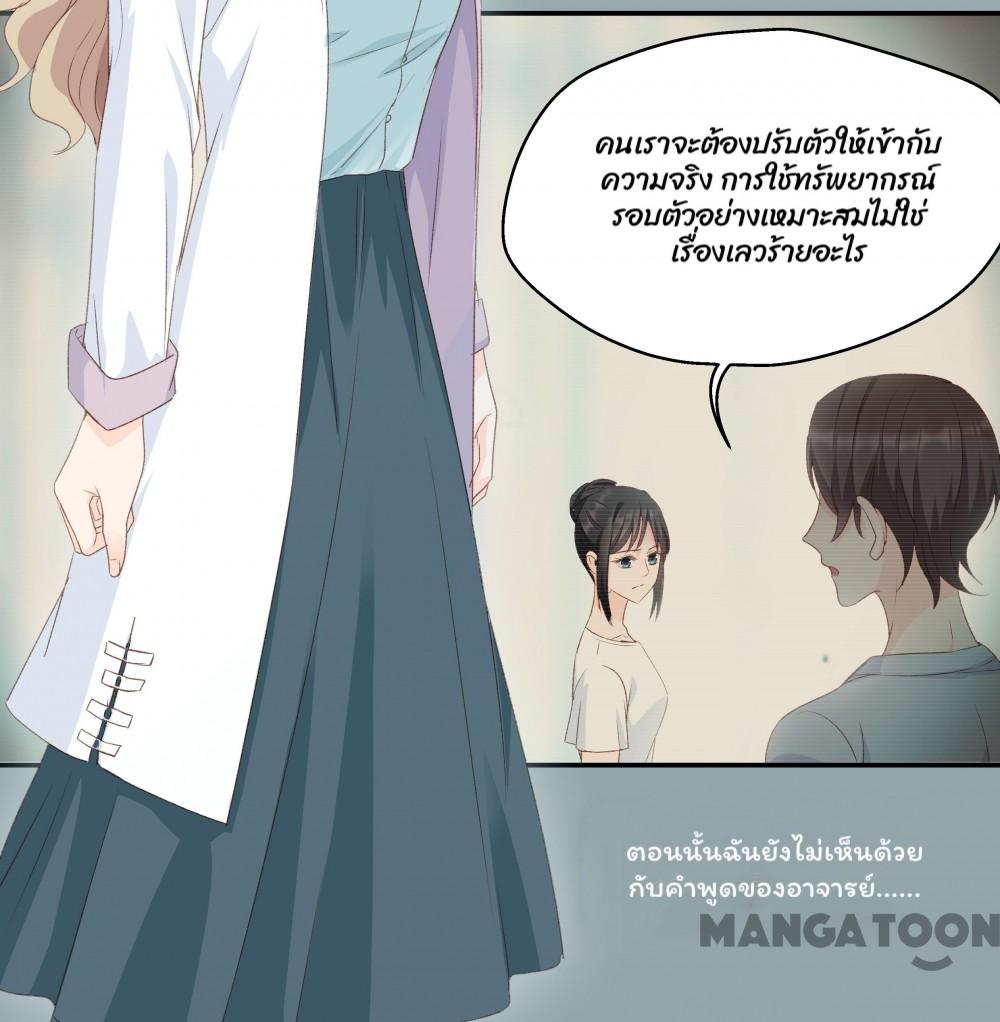 คนเราจะต้องปรับตัวให้เข้ากับ
ความจริง การใช้ทรัพยากรณ์
รอบตัวอย่างเหมาะสมไม่ใช่
เรื่องเลวร้ายอะไร
ตอนนั้นฉันยังไม่เห็นด้วย
กับคำพูดของอาจารย์......
MANGATOON